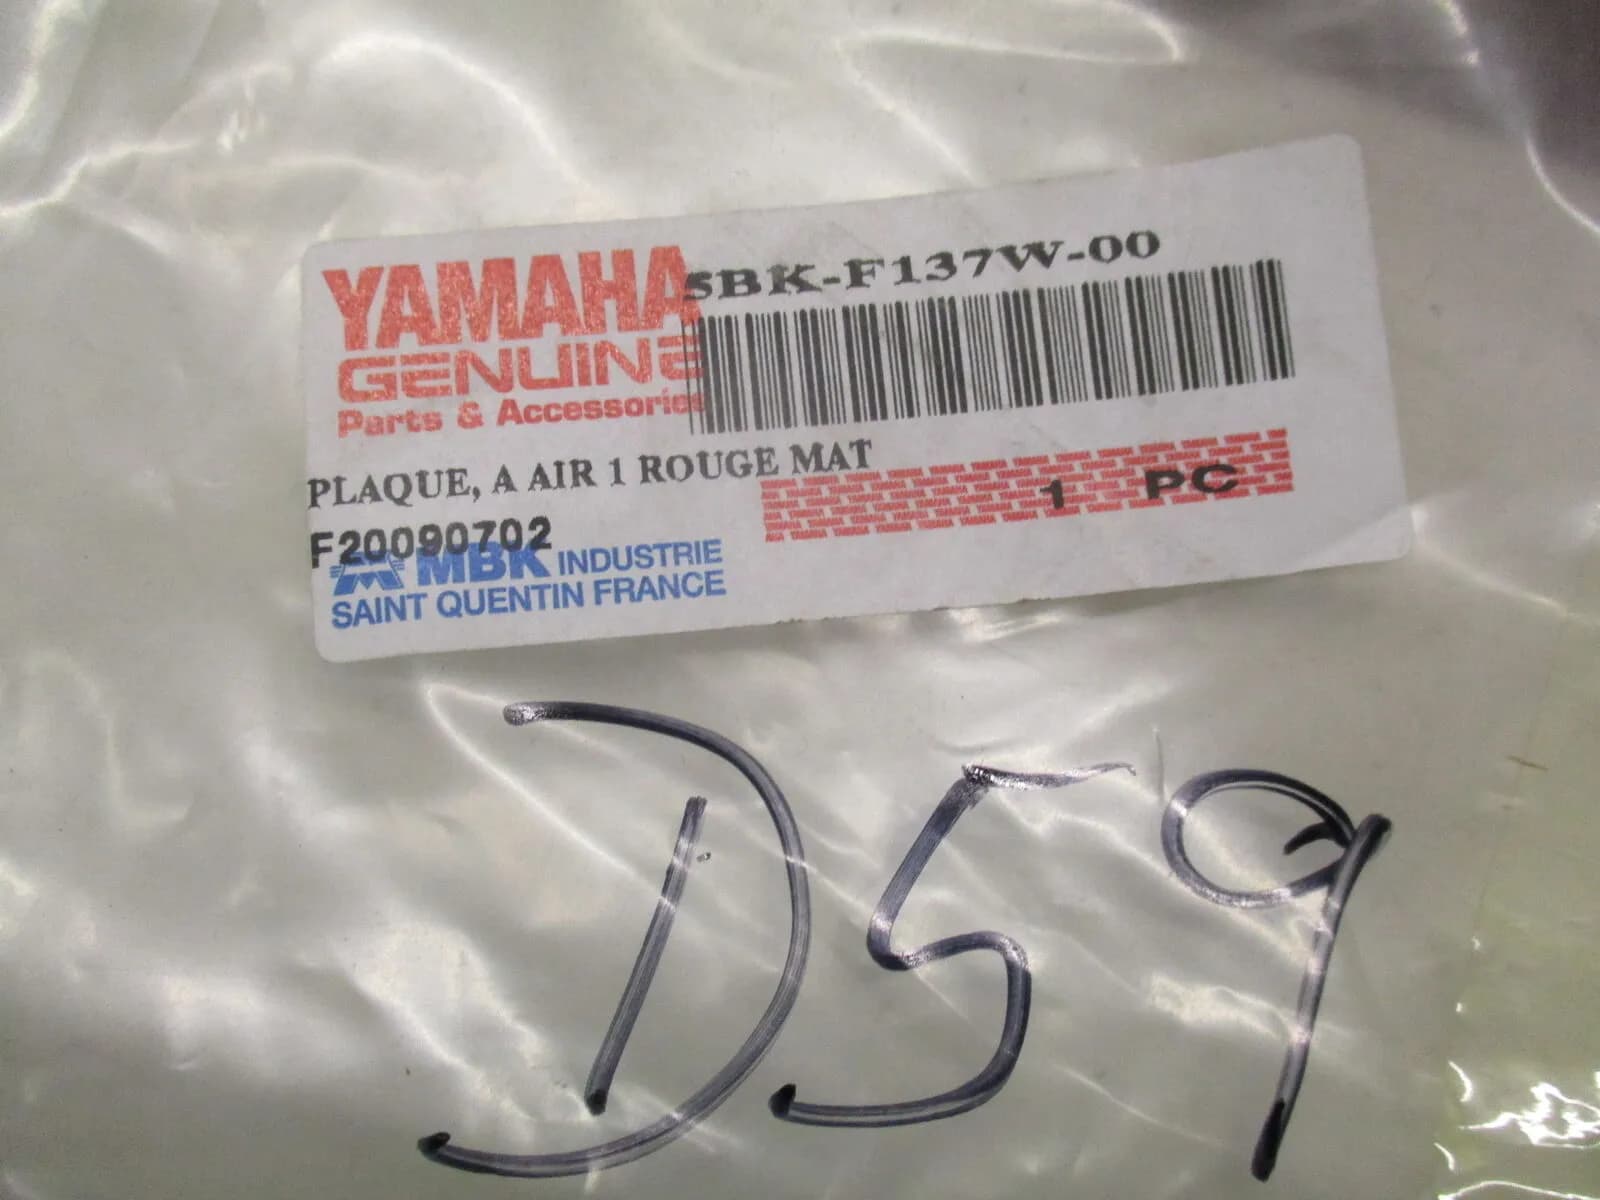 YAMAHA
GENUINE
Parts & Accessories
5BK-F137W-00
PLAQUE, A AIR 1 ROUGE MAT
1 PC
F20090702
MBK INDUSTRIE
SAINT QUENTIN FRANCE
D59